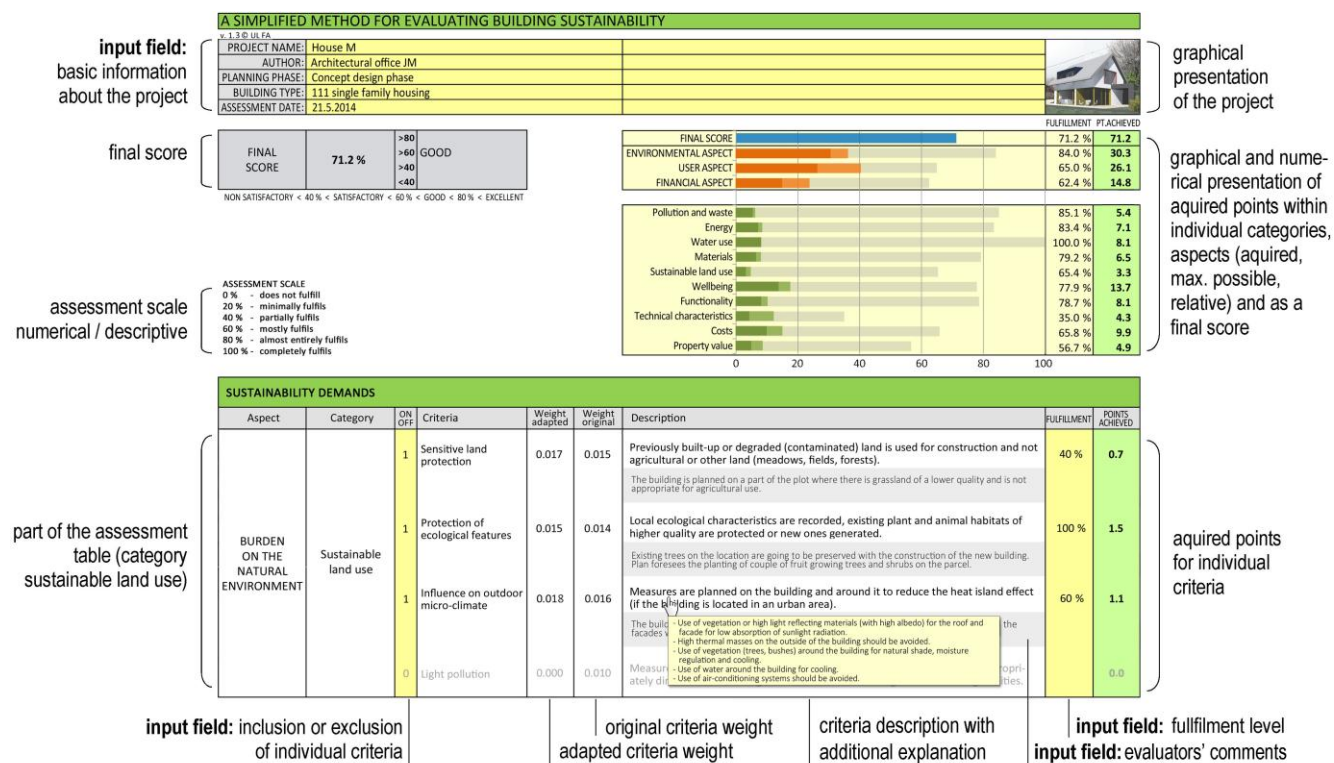 A SIMPLIFIED METHOD FOR EVALUATING BUILDING SUSTAINABILITY
v. 1.3 © UL FA
input field:
basic information
about the project
PROJECT NAME: House M
AUTHOR: Architectural office JM
PLANNING PHASE: Concept design phase
BUILDING TYPE: 111 single family housing
ASSESSMENT DATE: 21.5.2014
graphical
presentation
of the project
final score
FINAL
SCORE
71.2 %
>80
>60 GOOD
>40
<40
NON SATISFACTORY < 40 % < SATISFACTORY < 60 % < GOOD < 80 % < EXCELLENT
FULFILLMENT PT.ACHIEVED
FINAL SCORE 71.2 % 71.2
ENVIRONMENTAL ASPECT 84.0 % 30.3
USER ASPECT 65.0 % 26.1
FINANCIAL ASPECT 62.4 % 14.8
Pollution and waste 85.1 % 5.4
Energy 83.4 % 7.1
Water use 100.0 % 8.1
Materials 79.2 % 6.5
Sustainable land use 65.4 % 3.3
Wellbeing 77.9 % 13.7
Functionality 78.7 % 8.1
Technical characteristics 35.0 % 4.3
Costs 65.8 % 9.9
Property value 56.7 % 4.9
0 20 40 60 80 100
graphical and nume-
rical presentation of
aquired points within
individual categories,
aspects (aquired,
max. possible,
relative) and as a
final score
assessment scale
numerical / descriptive
ASSESSMENT SCALE
0 % - does not fulfill
20 % - minimally fulfils
40 % - partially fulfils
60 % - mostly fulfils
80 % - almost entirely fulfils
100 % - completely fulfils
SUSTAINABILITY DEMANDS
Aspect Category ON OFF Criteria Weight adapted Weight original Description FULFILLMENT POINTS ACHIEVED
part of the assessment
table (category
sustainable land use)
BURDEN
ON THE
NATURAL
ENVIRONMENT
Sustainable
land use
1 Sensitive land protection 0.017 0.015
Previously built-up or degraded (contaminated) land is used for construction and not
agricultural or other land (meadows, fields, forests).
40 % 0.7
The building is planned on a part of the plot where there is grassland of a lower quality and is not
appropriate for agricultural use.
1 Protection of ecological features 0.015 0.014
Local ecological characteristics are recorded, existing plant and animal habitats of
higher quality are protected or new ones generated.
100 % 1.5
Existing trees on the location are going to be preserved with the construction of the new building.
Plan foresees the planting of couple of fruit growing trees and shrubs on the parcel.
1 Influence on outdoor micro-climate 0.018 0.016
Measures are planned on the building and around it to reduce the heat island effect
(if the building is located in an urban area).
60 % 1.1
The the
facades
- Use of vegetation or high light reflecting materials (with high albedo) for the roof and
facade for low absorption of sunlight radiation.
- High thermal masses on the outside of the building should be avoided.
- Use of vegetation (trees, bushes) around the building for natural shade, moisture
regulation and cooling.
- Use of water around the building for cooling.
- Use of air-conditioning systems should be avoided.
0 Light pollution 0.000 0.010 0.0
ately
aquired points
for individual
criteria
input field: inclusion or exclusion
of individual criteria
original criteria weight
adapted criteria weight
criteria description with
additional explanation
input field: fullfilment level
input field: evaluators' comments